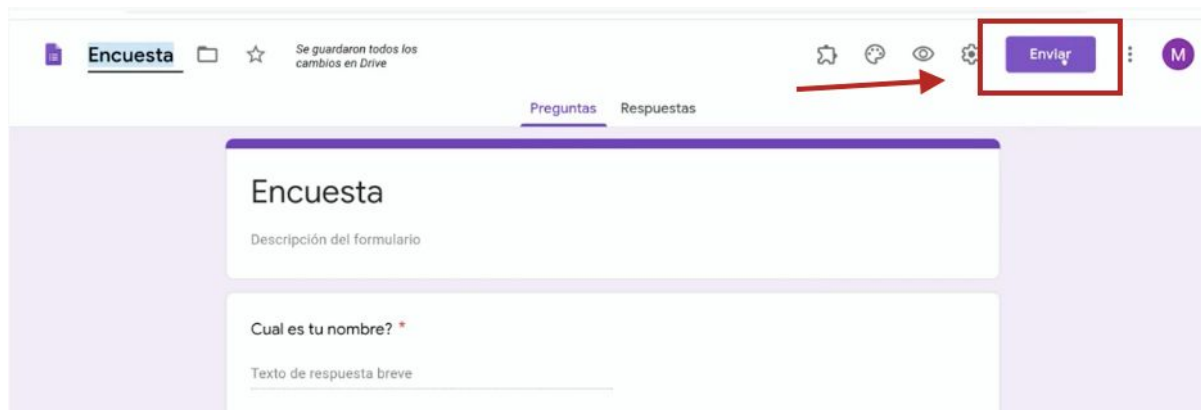 Encuesta
Se guardaron todos los
cambios en Drive
Enviar
M
Preguntas Respuestas
Encuesta
Descripción del formulario
Cual es tu nombre? *
Texto de respuesta breve